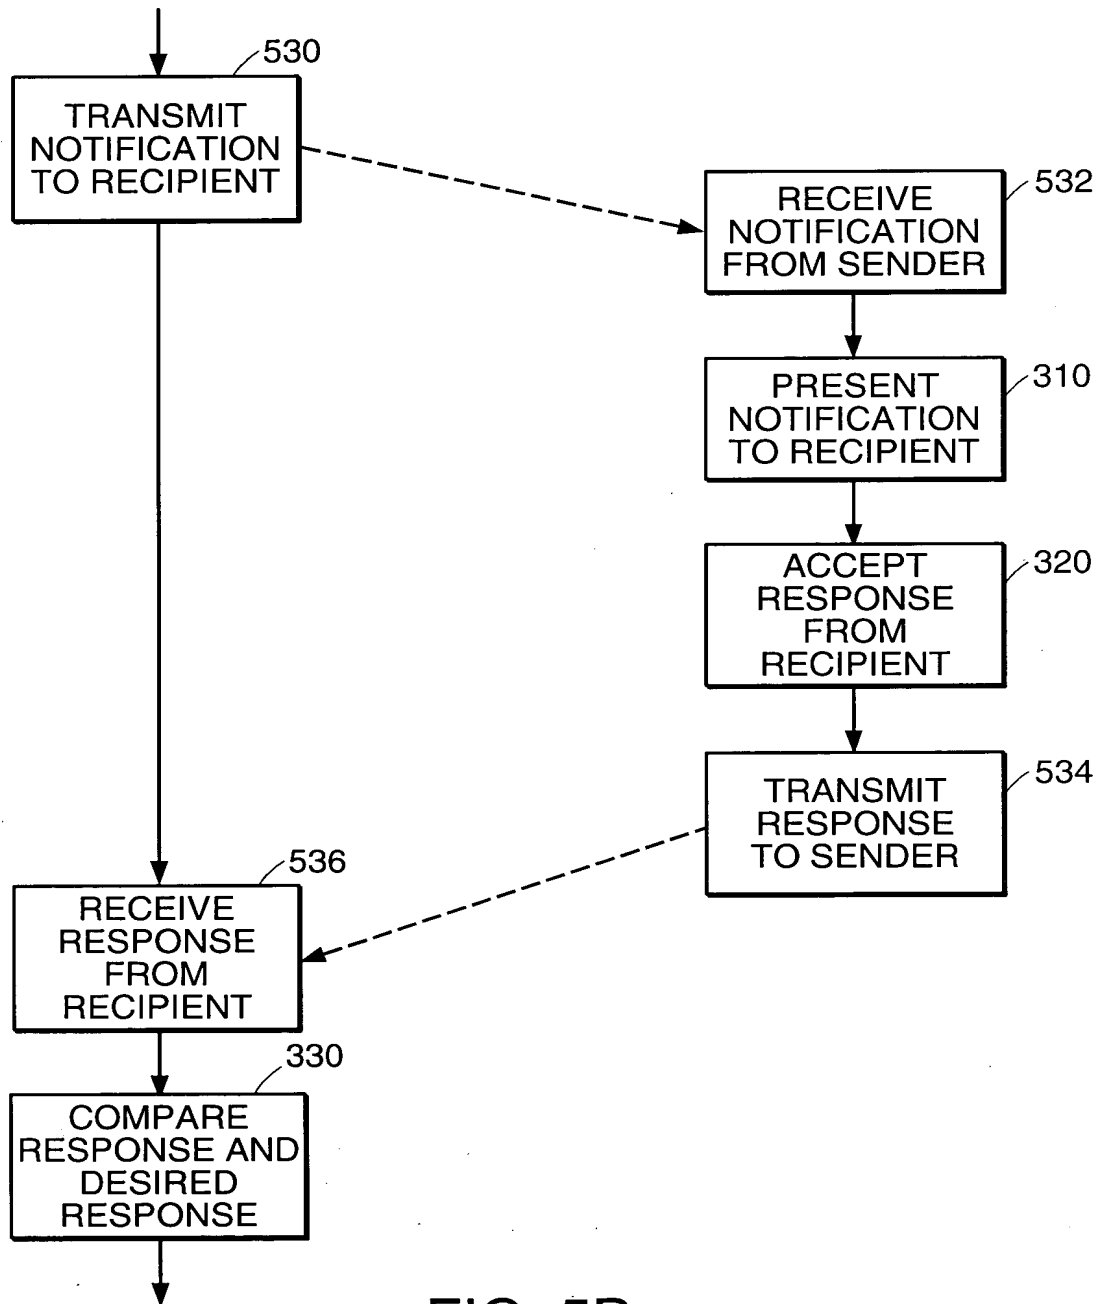 530
TRANSMIT
NOTIFICATION
TO RECIPIENT
532
RECEIVE
NOTIFICATION
FROM SENDER
310
PRESENT
NOTIFICATION
TO RECIPIENT
320
ACCEPT
RESPONSE
FROM
RECIPIENT
534
TRANSMIT
RESPONSE
TO SENDER
536
RECEIVE
RESPONSE
FROM
RECIPIENT
330
COMPARE
RESPONSE AND
DESIRED
RESPONSE